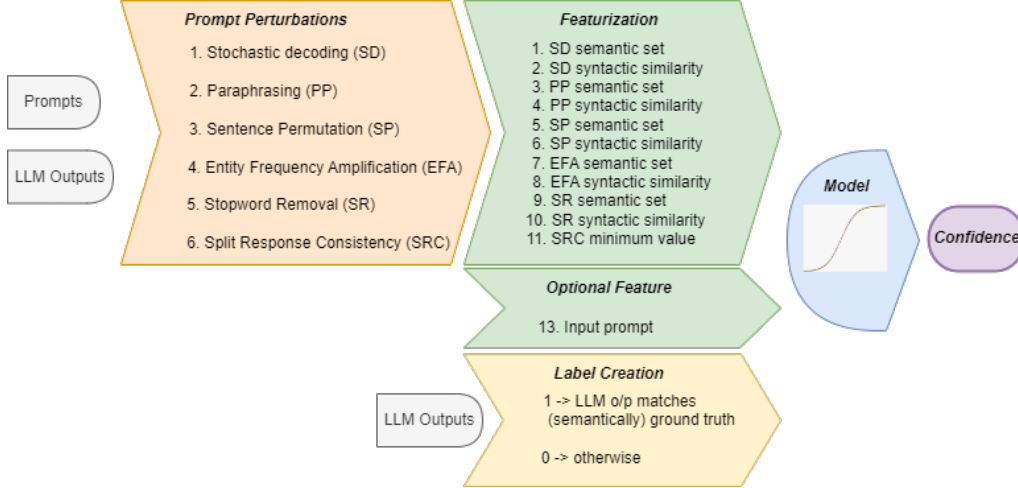 Prompts
LLM Outputs
Prompt Perturbations
1. Stochastic decoding (SD)
2. Paraphrasing (PP)
3. Sentence Permutation (SP)
4. Entity Frequency Amplification (EFA)
5. Stopword Removal (SR)
6. Split Response Consistency (SRC)
Featurization
1. SD semantic set
2. SD syntactic similarity
3. PP semantic set
4. PP syntactic similarity
5. SP semantic set
6. SP syntactic similarity
7. EFA semantic set
8. EFA syntactic similarity
9. SR semantic set
10. SR syntactic similarity
11. SRC minimum value
Optional Feature
13. Input prompt
LLM Outputs
Label Creation
1 -> LLM o/p matches
(semantically) ground truth
0 -> otherwise
Model
Confidence